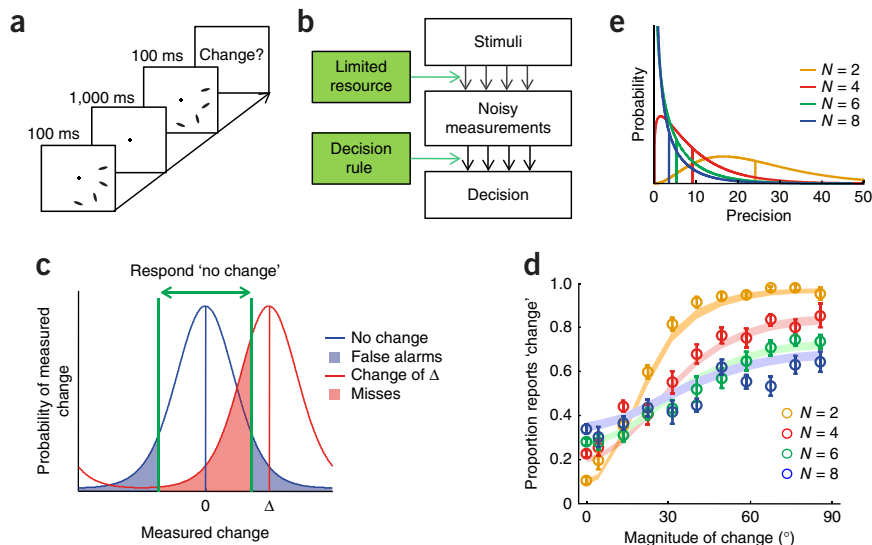 a
100 ms
1,000 ms
100 ms
Change?
b
Limited
resource
Decision
rule
Stimuli
Noisy
measurements
Decision
e
Probability
N = 2
N = 4
N = 6
N = 8
0 10 20 30 40 50
Precision
c
Respond ‘no change’
Probability of measured
change
No change
False alarms
Change of Δ
Misses
0 Δ
Measured change
d
Proportion reports ‘change’
1.0
0.8
0.6
0.4
0.2
0
N = 2
N = 4
N = 6
N = 8
0 30 60 90
Magnitude of change (°)